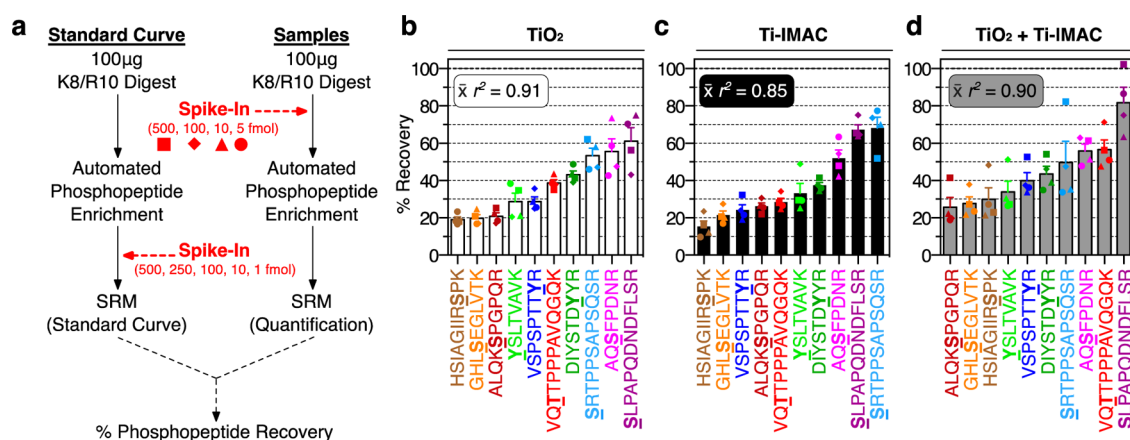 a
Standard Curve
100µg
K8/R10 Digest
Samples
100µg
K8/R10 Digest
Spike-In
(500, 100, 10, 5 fmol)
Automated
Phosphopeptide
Enrichment
Automated
Phosphopeptide
Enrichment
Spike-In
(500, 250, 100, 10, 1 fmol)
SRM
(Standard Curve)
SRM
(Quantification)
% Phosphopeptide Recovery
b
TiO₂
x̄ r² = 0.91
% Recovery
100
80
60
40
20
0
HSIAGIIRSPK
GHLSEGLVTK
ALQKSPGPQR
YSLTVAVK
VSPSPTTYR
VQTTPPPAVQGQK
DIYSTDYYR
SRTPPSAPSQSR
AQSFPDNR
SLPAPQDNDFLSR
c
Ti-IMAC
x̄ r² = 0.85
100
80
60
40
20
0
HSIAGIIRSPK
GHLSEGLVTK
VSPSPTTYR
ALQKSPGPQR
VQTTPPPAVQGQK
YSLTVAVK
DIYSTDYYR
AQSFPDNR
SLPAPQDNDFLSR
SRTPPSAPSQSR
d
TiO₂ + Ti-IMAC
x̄ r² = 0.90
100
80
60
40
20
0
ALQKSPGPQR
GHLSEGLVTK
HSIAGIIRSPK
YSLTVAVK
VSPSPTTYR
DIYSTDYYR
SRTPPSAPSQSR
AQSFPDNR
VQTTPPPAVQGQK
SLPAPQDNDFLSR